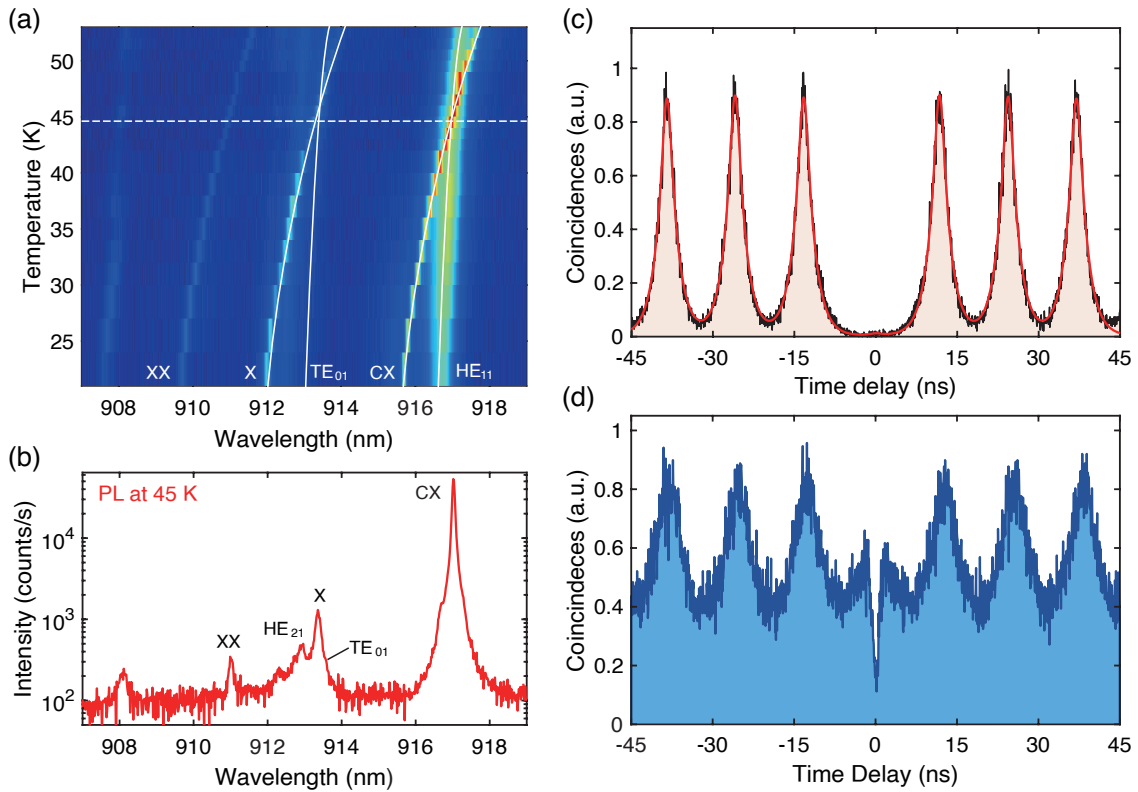 (a)
Temperature (K)
50
45
40
35
30
25
XX
X
TE01
CX
HE11
908
910
912
914
916
918
Wavelength (nm)
(b)
PL at 45 K
Intensity (counts/s)
10^4
10^3
10^2
XX
HE21
X
TE01
CX
908
910
912
914
916
918
Wavelength (nm)
(c)
Coincidences (a.u.)
1
0.8
0.6
0.4
0.2
0
-45
-30
-15
0
15
30
45
Time delay (ns)
(d)
Coincindeces (a.u.)
1
0.8
0.6
0.4
0.2
0
-45
-30
-15
0
15
30
45
Time Delay (ns)